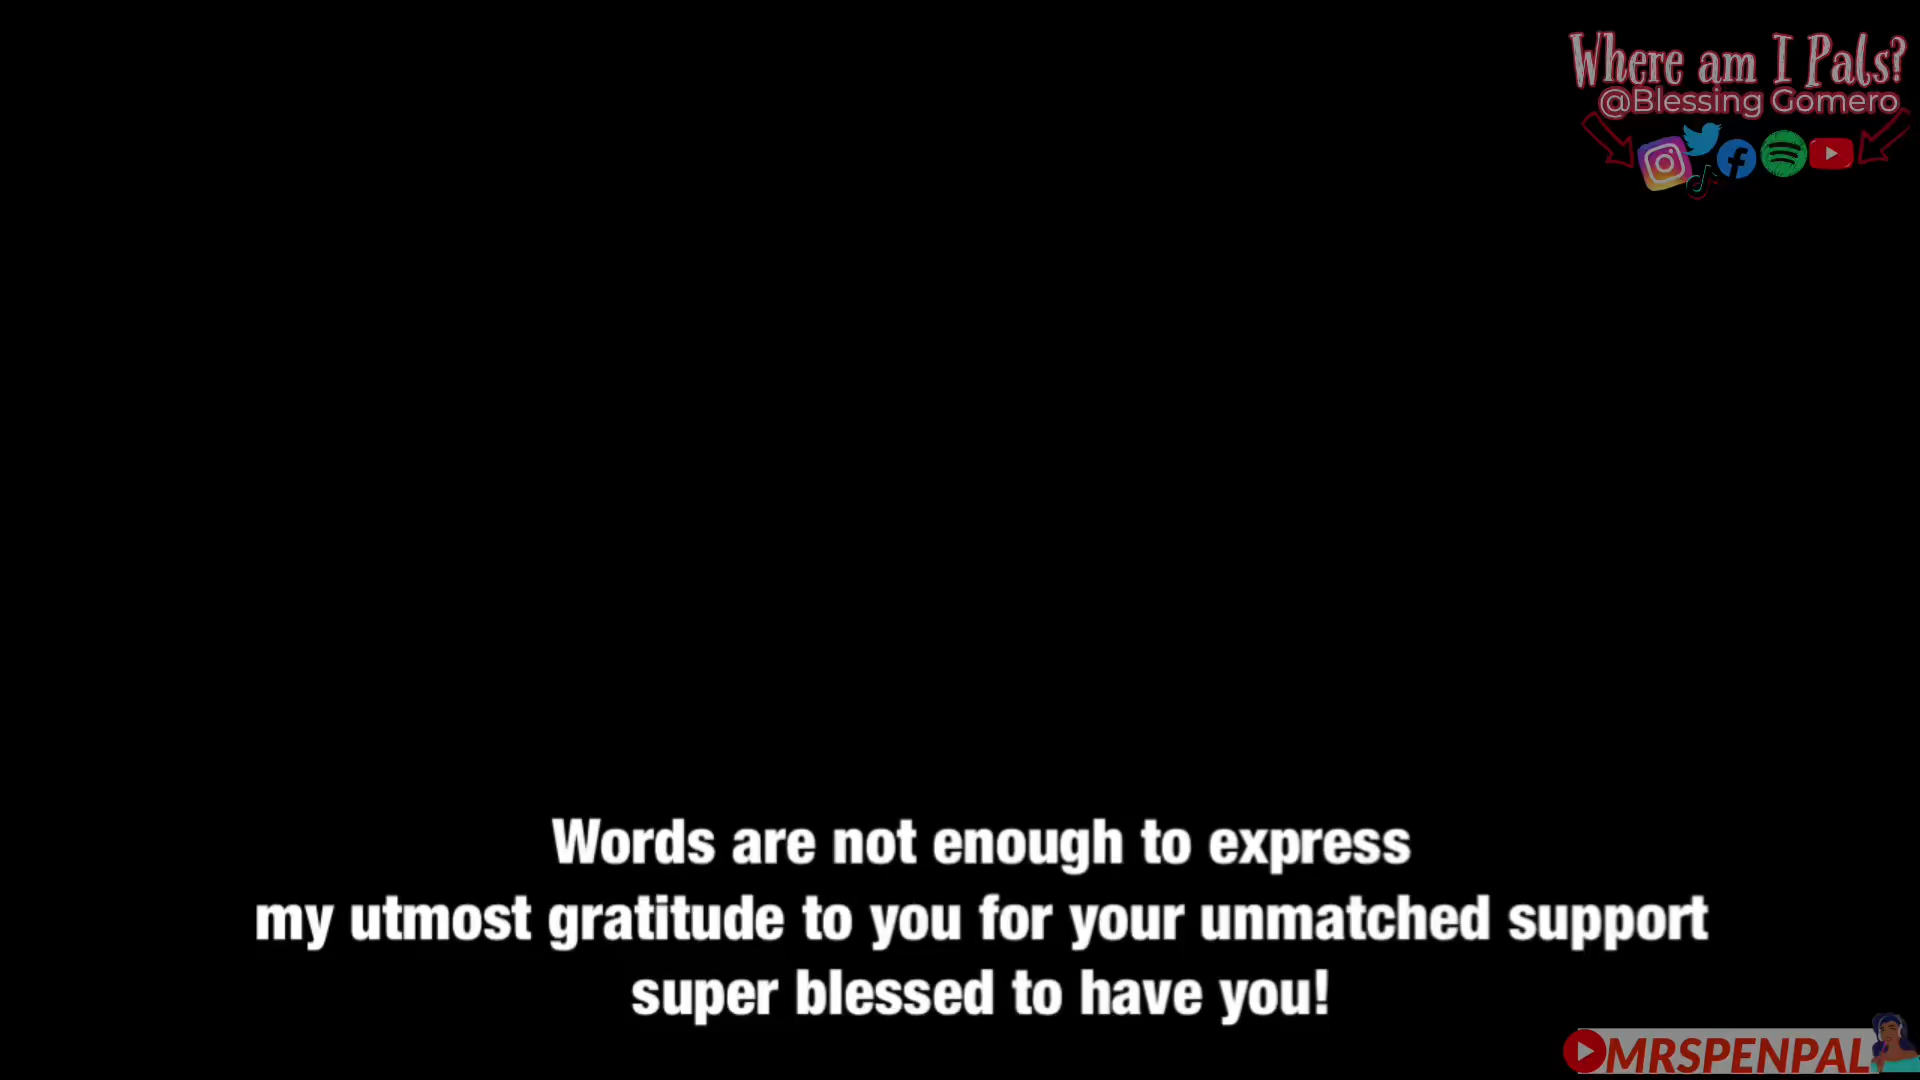 Where am I Pals?
@Blessing Gomero
Words are not enough to express
my utmost gratitude to you for your unmatched support
super blessed to have you!
MRSPENPAL